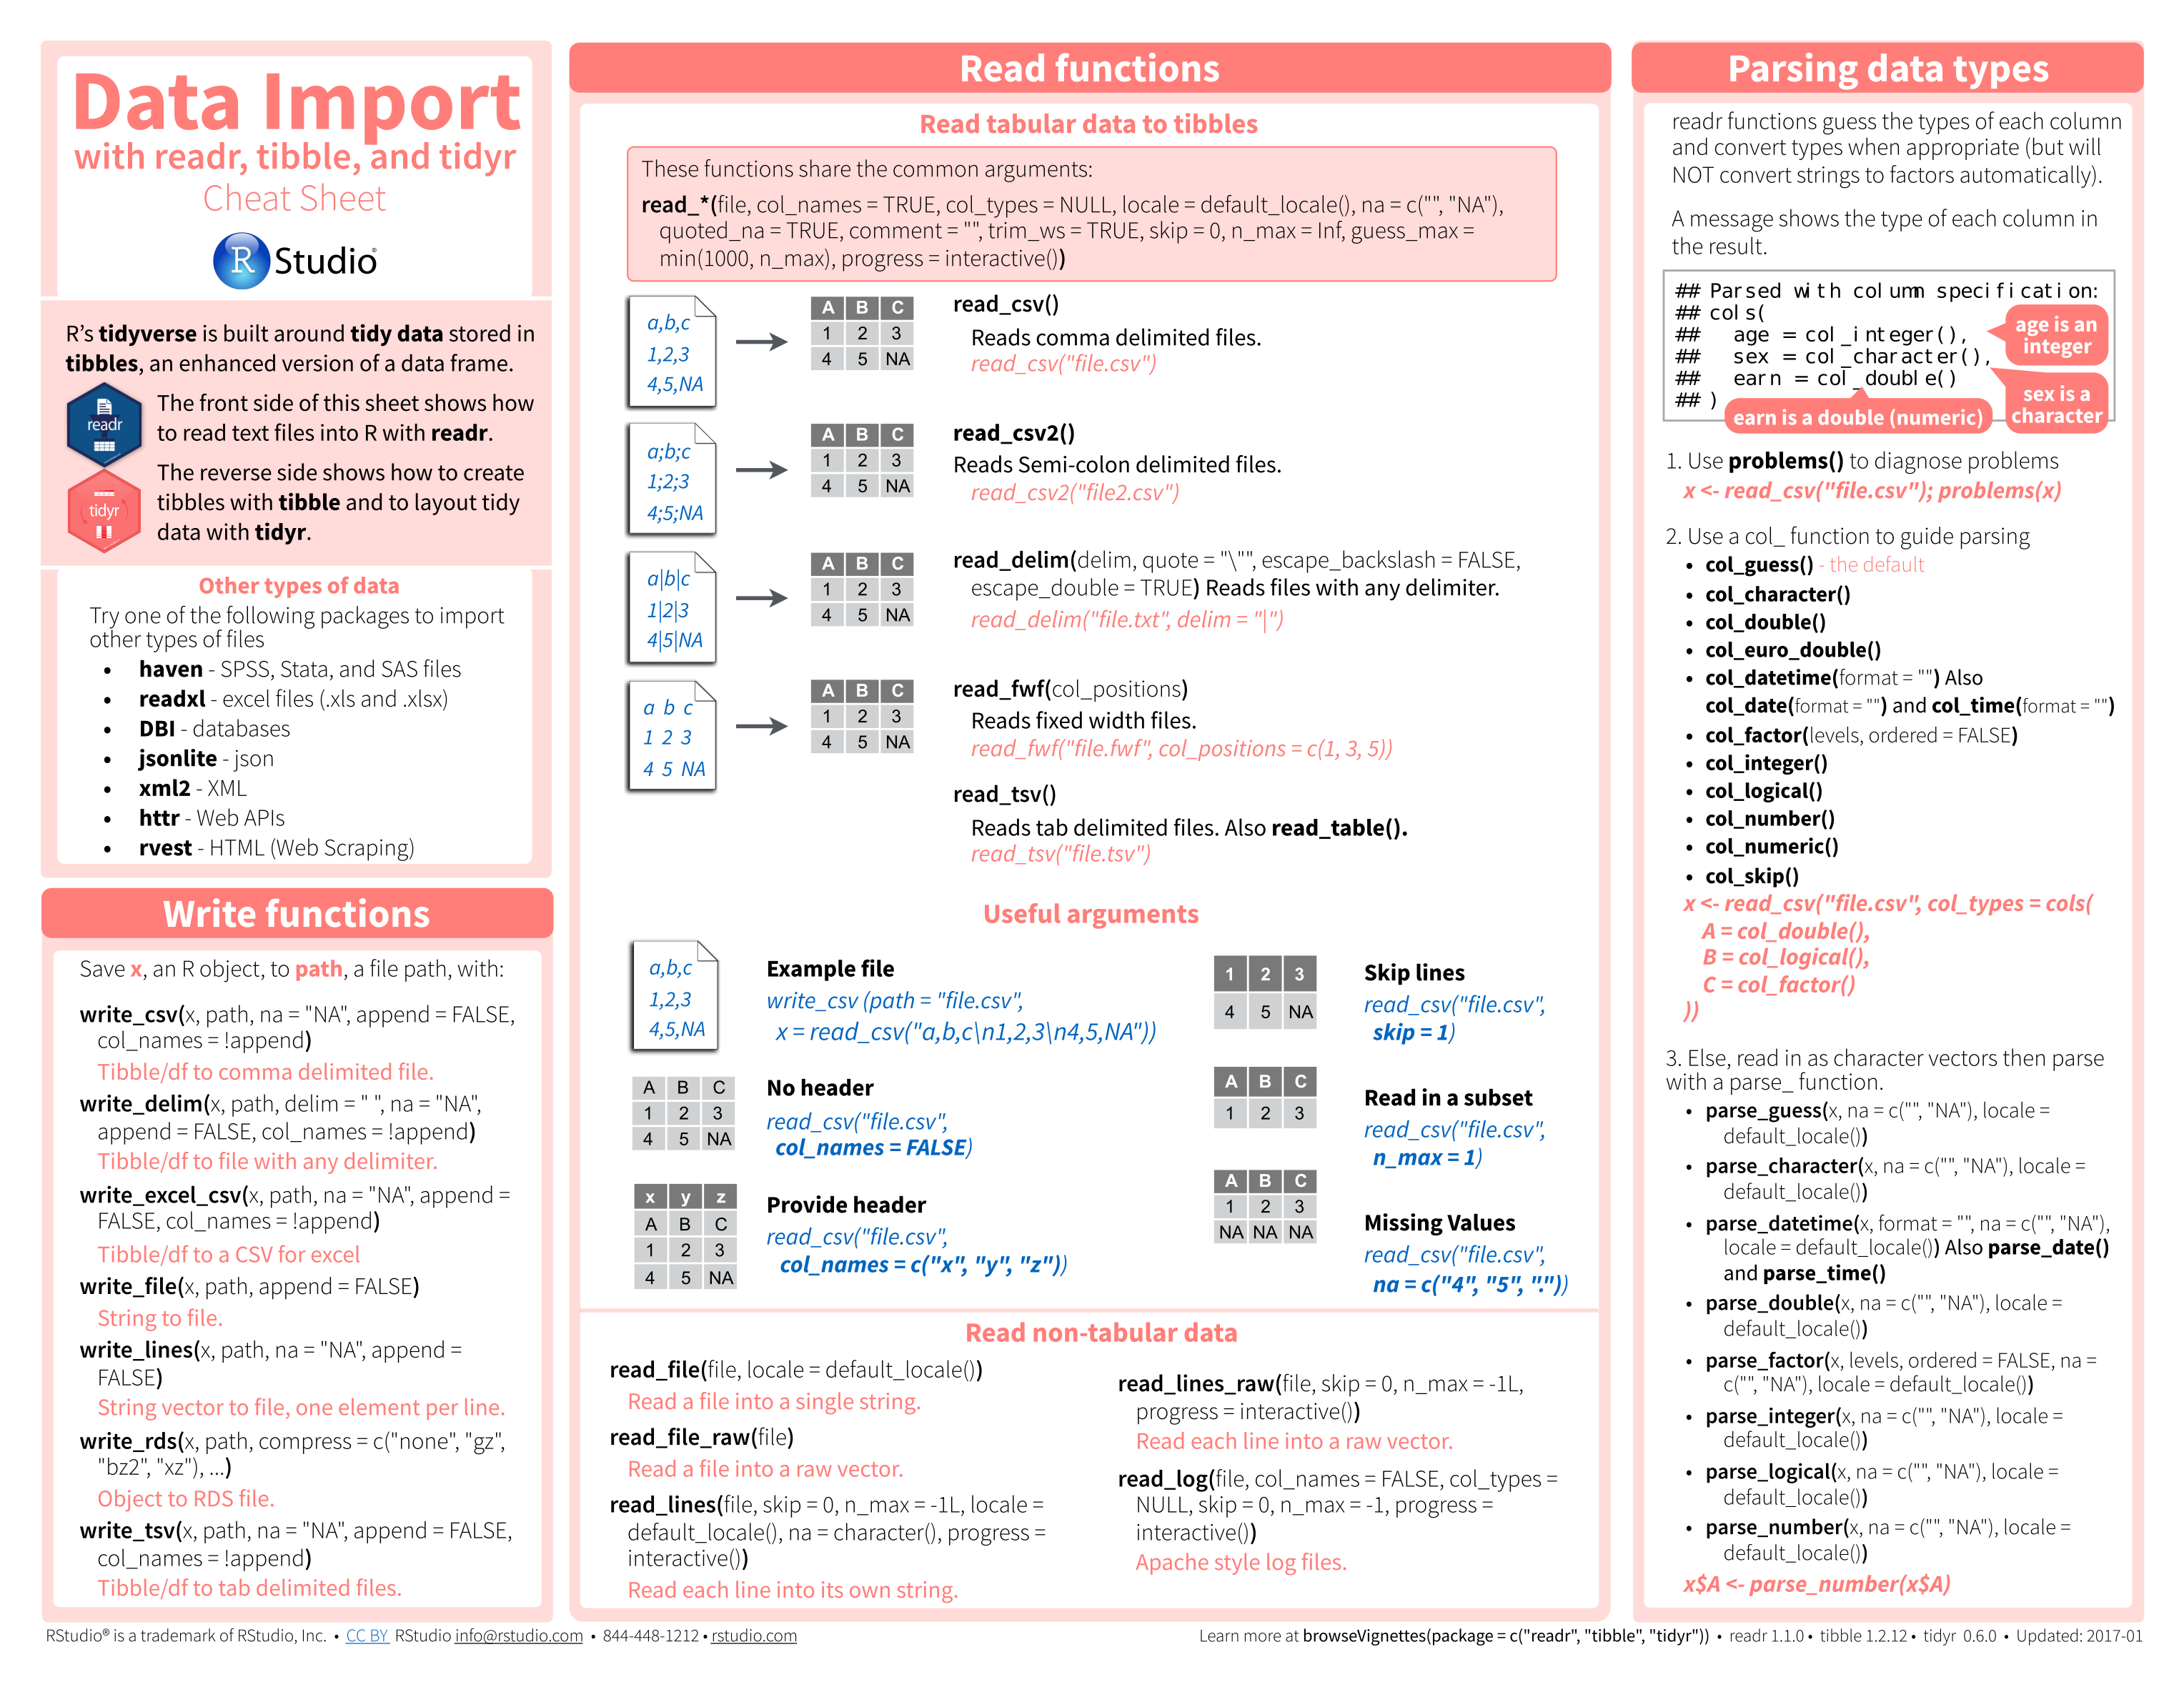 Data Import
with readr, tibble, and tidyr
Cheat Sheet
R Studio®
R’s tidyverse is built around tidy data stored in
tibbles, an enhanced version of a data frame.
readr
The front side of this sheet shows how
to read text files into R with readr.
tidyr
The reverse side shows how to create
tibbles with tibble and to layout tidy
data with tidyr.
Other types of data
Try one of the following packages to import
other types of files
• haven - SPSS, Stata, and SAS files
• readxl - excel files (.xls and .xlsx)
• DBI - databases
• jsonlite - json
• xml2 - XML
• httr - Web APIs
• rvest - HTML (Web Scraping)
Write functions
Save x, an R object, to path, a file path, with:
write_csv(x, path, na = "NA", append = FALSE,
col_names = !append)
Tibble/df to comma delimited file.
write_delim(x, path, delim = " ", na = "NA",
append = FALSE, col_names = !append)
Tibble/df to file with any delimiter.
write_excel_csv(x, path, na = "NA", append =
FALSE, col_names = !append)
Tibble/df to a CSV for excel
write_file(x, path, append = FALSE)
String to file.
write_lines(x, path, na = "NA", append =
FALSE)
String vector to file, one element per line.
write_rds(x, path, compress = c("none", "gz",
"bz2", "xz"), ...)
Object to RDS file.
write_tsv(x, path, na = "NA", append = FALSE,
col_names = !append)
Tibble/df to tab delimited files.
Read functions
Read tabular data to tibbles
These functions share the common arguments:
read_*(file, col_names = TRUE, col_types = NULL, locale = default_locale(), na = c("", "NA"),
quoted_na = TRUE, comment = "", trim_ws = TRUE, skip = 0, n_max = Inf, guess_max =
min(1000, n_max), progress = interactive())
a,b,c
1,2,3
4,5,NA
A B C
1 2 3
4 5 NA
read_csv()
Reads comma delimited files.
read_csv("file.csv")
a;b;c
1;2;3
4;5;NA
A B C
1 2 3
4 5 NA
read_csv2()
Reads Semi-colon delimited files.
read_csv2("file2.csv")
a|b|c
1|2|3
4|5|NA
A B C
1 2 3
4 5 NA
read_delim(delim, quote = "\"", escape_backslash = FALSE,
escape_double = TRUE) Reads files with any delimiter.
read_delim("file.txt", delim = "|")
a b c
1 2 3
4 5 NA
A B C
1 2 3
4 5 NA
read_fwf(col_positions)
Reads fixed width files.
read_fwf("file.fwf", col_positions = c(1, 3, 5))
read_tsv()
Reads tab delimited files. Also read_table().
read_tsv("file.tsv")
Useful arguments
a,b,c
1,2,3
4,5,NA
Example file
write_csv (path = "file.csv",
x = read_csv("a,b,c\n1,2,3\n4,5,NA"))
A B C
1 2 3
4 5 NA
No header
read_csv("file.csv",
col_names = FALSE)
x y z
A B C
1 2 3
4 5 NA
Provide header
read_csv("file.csv",
col_names = c("x", "y", "z"))
1 2 3
4 5 NA
Skip lines
read_csv("file.csv",
skip = 1)
A B C
1 2 3
Read in a subset
read_csv("file.csv",
n_max = 1)
A B C
1 2 3
NA NA NA
Missing Values
read_csv("file.csv",
na = c("4", "5", "."))
Read non-tabular data
read_file(file, locale = default_locale())
Read a file into a single string.
read_file_raw(file)
Read a file into a raw vector.
read_lines(file, skip = 0, n_max = -1L, locale =
default_locale(), na = character(), progress =
interactive())
Read each line into its own string.
read_lines_raw(file, skip = 0, n_max = -1L,
progress = interactive())
Read each line into a raw vector.
read_log(file, col_names = FALSE, col_types =
NULL, skip = 0, n_max = -1, progress =
interactive())
Apache style log files.
Parsing data types
readr functions guess the types of each column
and convert types when appropriate (but will
NOT convert strings to factors automatically).
A message shows the type of each column in
the result.
## Parsed with column specification:
## cols(
## age = col_integer(),
## sex = col_character(),
## earn = col_double()
## )
age is an
integer
sex is a
character
earn is a double (numeric)
1. Use problems() to diagnose problems
x <- read_csv("file.csv"); problems(x)
2. Use a col_ function to guide parsing
• col_guess() - the default
• col_character()
• col_double()
• col_euro_double()
• col_datetime(format = "") Also
col_date(format = "") and col_time(format = "")
• col_factor(levels, ordered = FALSE)
• col_integer()
• col_logical()
• col_number()
• col_numeric()
• col_skip()
x <- read_csv("file.csv", col_types = cols(
A = col_double(),
B = col_logical(),
C = col_factor()
))
3. Else, read in as character vectors then parse
with a parse_ function.
• parse_guess(x, na = c("", "NA"), locale =
default_locale())
• parse_character(x, na = c("", "NA"), locale =
default_locale())
• parse_datetime(x, format = "", na = c("", "NA"),
locale = default_locale()) Also parse_date()
and parse_time()
• parse_double(x, na = c("", "NA"), locale =
default_locale())
• parse_factor(x, levels, ordered = FALSE, na =
c("", "NA"), locale = default_locale())
• parse_integer(x, na = c("", "NA"), locale =
default_locale())
• parse_logical(x, na = c("", "NA"), locale =
default_locale())
• parse_number(x, na = c("", "NA"), locale =
default_locale())
x$A <- parse_number(x$A)
RStudio® is a trademark of RStudio, Inc. • CC BY RStudio info@rstudio.com • 844-448-1212 • rstudio.com
Learn more at browseVignettes(package = c("readr", "tibble", "tidyr")) • readr 1.1.0 • tibble 1.2.12 • tidyr 0.6.0 • Updated: 2017-01